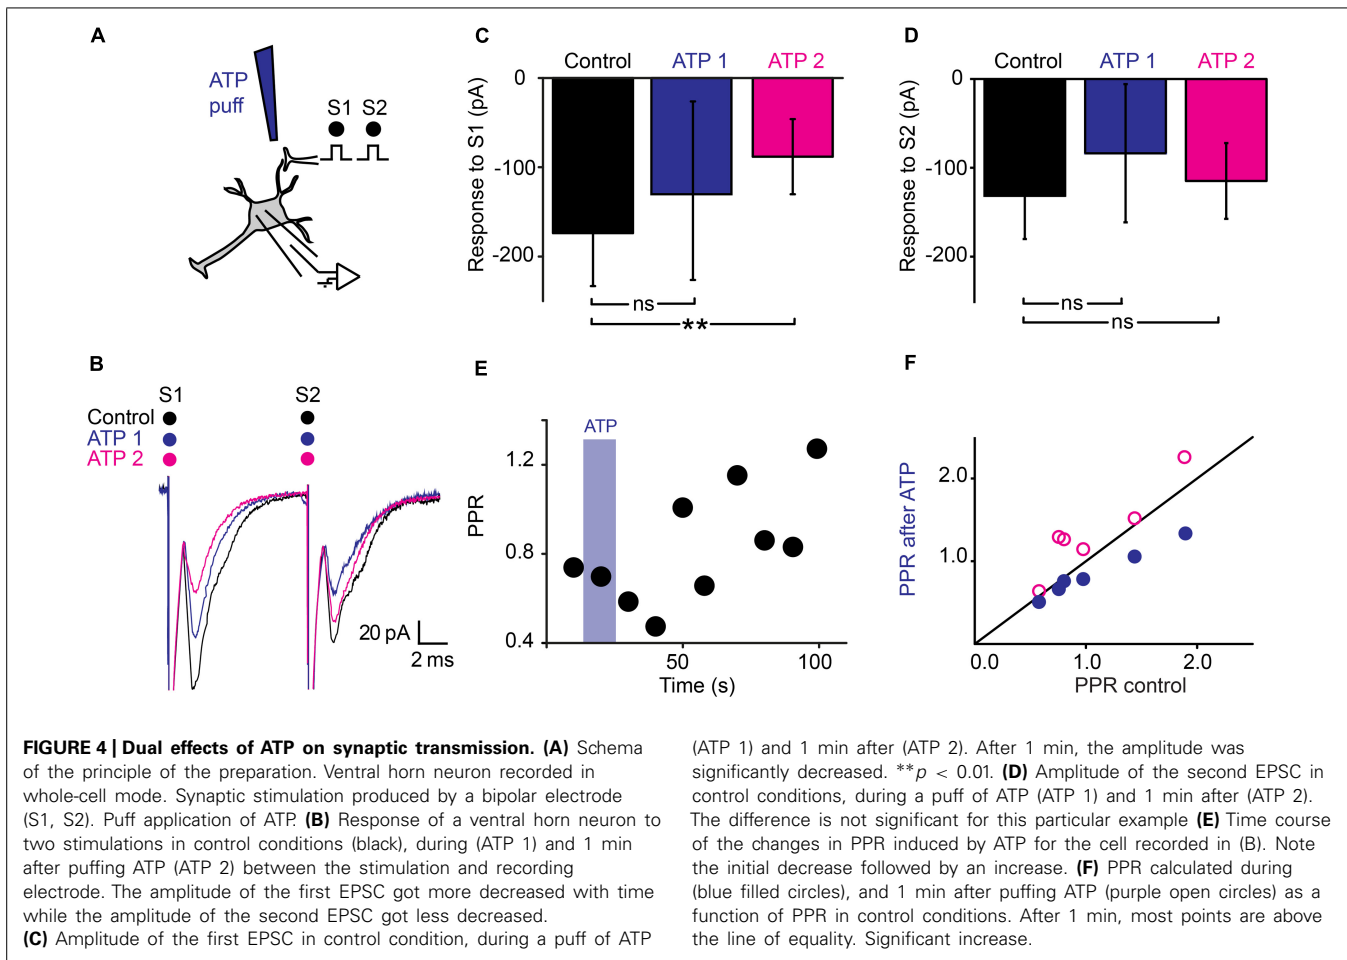 A
ATP
puff
S1 S2
C
Control ATP 1 ATP 2
Response to S1 (pA)
0
-100
-200
ns
**
D
Control ATP 1 ATP 2
Response to S2 (pA)
0
-100
-200
ns
ns
B
S1 S2
Control
ATP 1
ATP 2
20 pA
2 ms
E
ATP
PPR
1.2
0.8
0.4
50 100
Time (s)
F
PPR after ATP
2.0
1.0
0.0 1.0 2.0
PPR control
FIGURE 4 | Dual effects of ATP on synaptic transmission. (A) Schema
of the principle of the preparation. Ventral horn neuron recorded in
whole-cell mode. Synaptic stimulation produced by a bipolar electrode
(S1, S2). Puff application of ATP. (B) Response of a ventral horn neuron to
two stimulations in control conditions (black), during (ATP 1) and 1 min
after puffing ATP (ATP 2) between the stimulation and recording
electrode. The amplitude of the first EPSC got more decreased with time
while the amplitude of the second EPSC got less decreased.
(C) Amplitude of the first EPSC in control condition, during a puff of ATP
(ATP 1) and 1 min after (ATP 2). After 1 min, the amplitude was
significantly decreased. **p < 0.01. (D) Amplitude of the second EPSC in
control conditions, during a puff of ATP (ATP 1) and 1 min after (ATP 2).
The difference is not significant for this particular example (E) Time course
of the changes in PPR induced by ATP for the cell recorded in (B). Note
the initial decrease followed by an increase. (F) PPR calculated during
(blue filled circles), and 1 min after puffing ATP (purple open circles) as a
function of PPR in control conditions. After 1 min, most points are above
the line of equality. Significant increase.